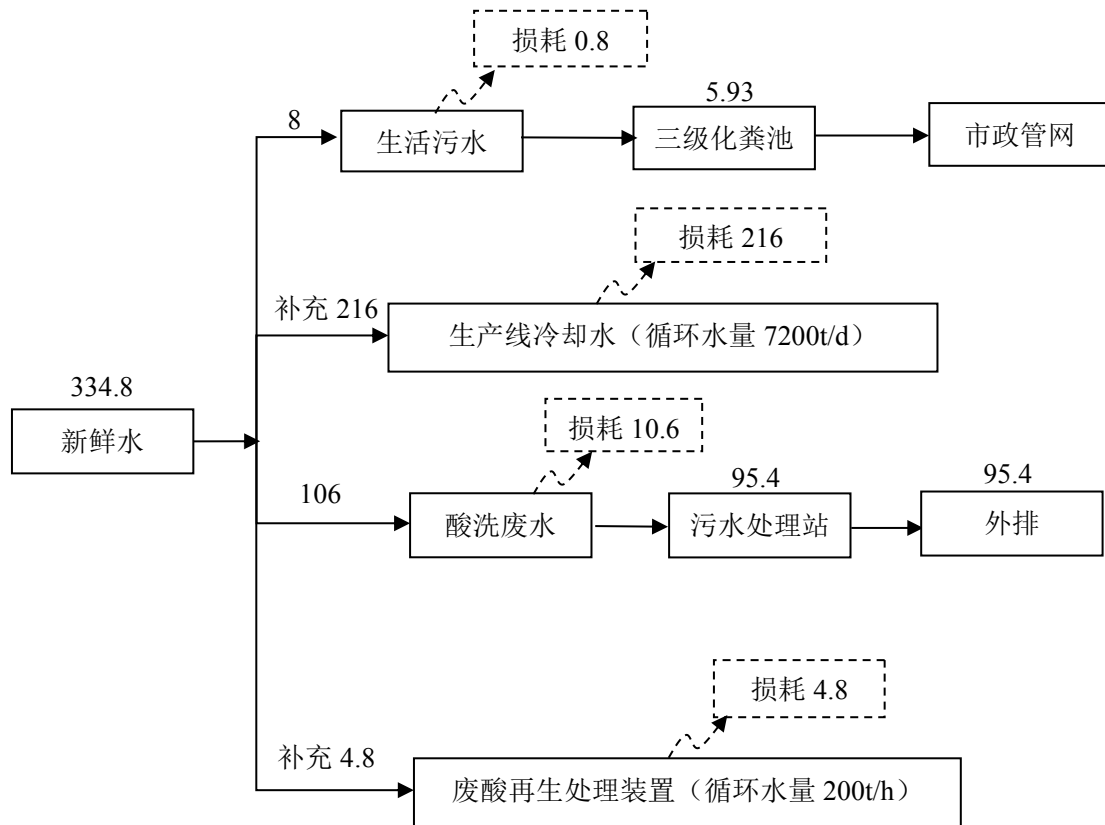 损耗 0.8
8
生活污水
5.93
三级化粪池
市政管网
损耗 216
补充 216
生产线冷却水（循环水量 7200t/d）
334.8
新鲜水
损耗 10.6
106
酸洗废水
95.4
污水处理站
95.4
外排
损耗 4.8
补充 4.8
废酸再生处理装置（循环水量 200t/h）